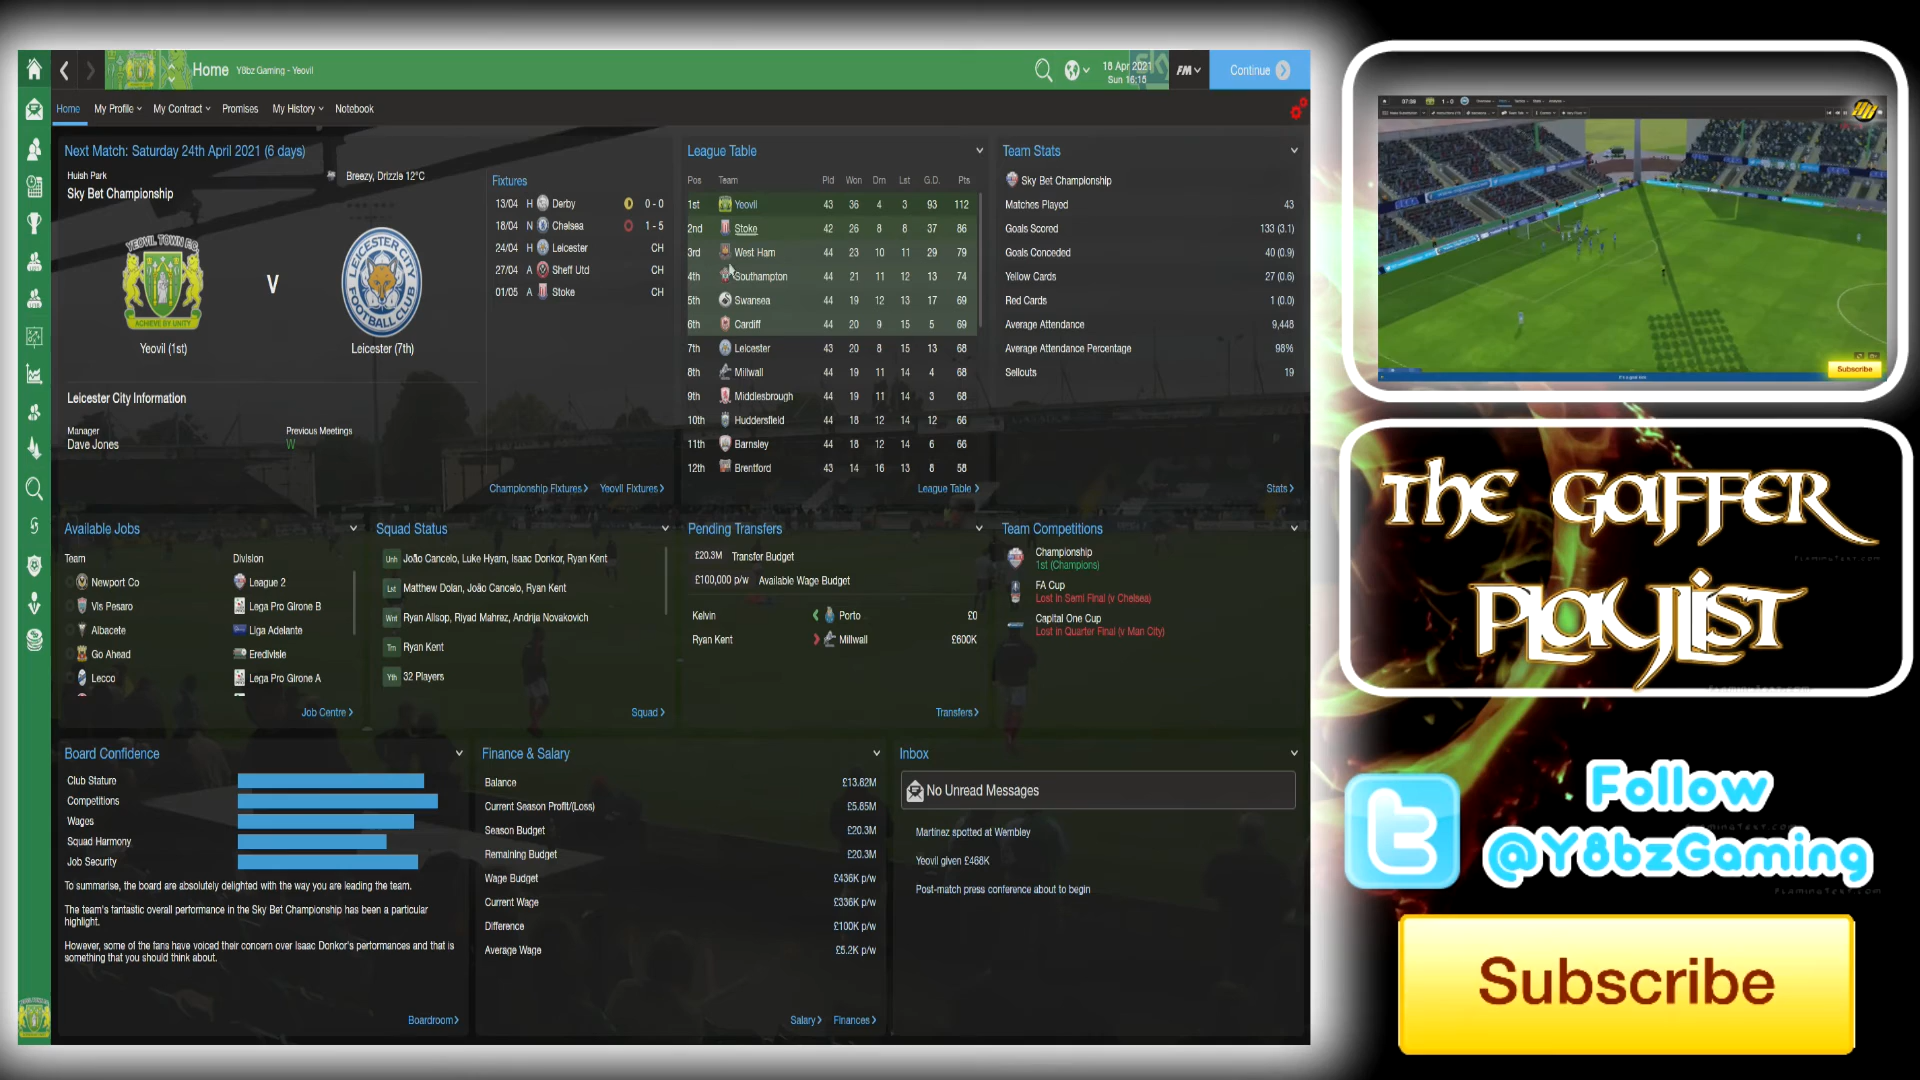 Home Y8bz Gaming - Yeovil
18 Apr 2021
Sun 16:15
FM
Continue
Home My Profile My Contract Promises My History Notebook
Next Match: Saturday 24th April 2021 (6 days)
Huish Park
Sky Bet Championship
Breezy, Drizzle 12°C
YEOVIL TOWN F.C.
ACHIEVE BY UNITY
V
LEICESTER CITY
FOOTBALL CLUB
Yeovil (1st)
Leicester (7th)
Leicester City Information
Manager
Dave Jones
Previous Meetings
W
Fixtures
13/04 H Derby 0 - 0
18/04 N Chelsea 1 - 5
24/04 H Leicester CH
27/04 A Sheff Utd CH
01/05 A Stoke CH
Championship Fixtures> Yeovil Fixtures>
League Table
Pos Team Pld Won Drn Lst G.D. Pts
1st Yeovil 43 36 4 3 93 112
2nd Stoke 42 26 8 8 37 86
3rd West Ham 44 23 10 11 29 79
4th Southampton 44 21 11 12 13 74
5th Swansea 44 19 12 13 17 69
6th Cardiff 44 20 9 15 5 69
7th Leicester 43 20 8 15 13 68
8th Millwall 44 19 11 14 4 68
9th Middlesbrough 44 19 11 14 3 68
10th Huddersfield 44 18 12 14 12 66
11th Barnsley 44 18 12 14 6 66
12th Brentford 43 14 16 13 8 58
League Table >
Team Stats
Sky Bet Championship
Matches Played 43
Goals Scored 133 (3.1)
Goals Conceded 40 (0.9)
Yellow Cards 27 (0.6)
Red Cards 1 (0.0)
Average Attendance 9,448
Average Attendance Percentage 98%
Sellouts 19
Stats>
Available Jobs
Team Division
Newport Co League 2
Vis Pesaro Lega Pro Girone B
Albacete Liga Adelante
Go Ahead Eredivisie
Lecco Lega Pro Girone A
Job Centre>
Squad Status
Unh João Cancelo, Luke Hyam, Isaac Donkor, Ryan Kent
Lst Matthew Dolan, João Cancelo, Ryan Kent
Wnt Ryan Allsop, Riyad Mahrez, Andrija Novakovich
Trn Ryan Kent
Yth 32 Players
Squad >
Pending Transfers
£20.3M Transfer Budget
£100,000 p/w Available Wage Budget
Kelvin Porto £0
Ryan Kent Millwall £600K
Transfers>
Team Competitions
Championship
1st (Champions)
FA Cup
Lost in Semi Final (v Chelsea)
Capital One Cup
Lost in Quarter Final (v Man City)
Board Confidence
Club Stature
Competitions
Wages
Squad Harmony
Job Security
To summarise, the board are absolutely delighted with the way you are leading the team.
The team's fantastic overall performance in the Sky Bet Championship has been a particular
highlight.
However, some of the fans have voiced their concern over Isaac Donkor's performances and that is
something that you should think about.
Boardroom>
Finance & Salary
Balance £13.82M
Current Season Profit/(Loss) £5.85M
Season Budget £20.3M
Remaining Budget £20.3M
Wage Budget £436K p/w
Current Wage £336K p/w
Difference £100K p/w
Average Wage £5.2K p/w
Salary> Finances>
Inbox
No Unread Messages
Martinez spotted at Wembley
Yeovil given £468K
Post-match press conference about to begin
1 - 0
Subscribe
The Gaffer
Playlist
Follow
@Y8bzGaming
FLAMINGTEXT.COM
Subscribe